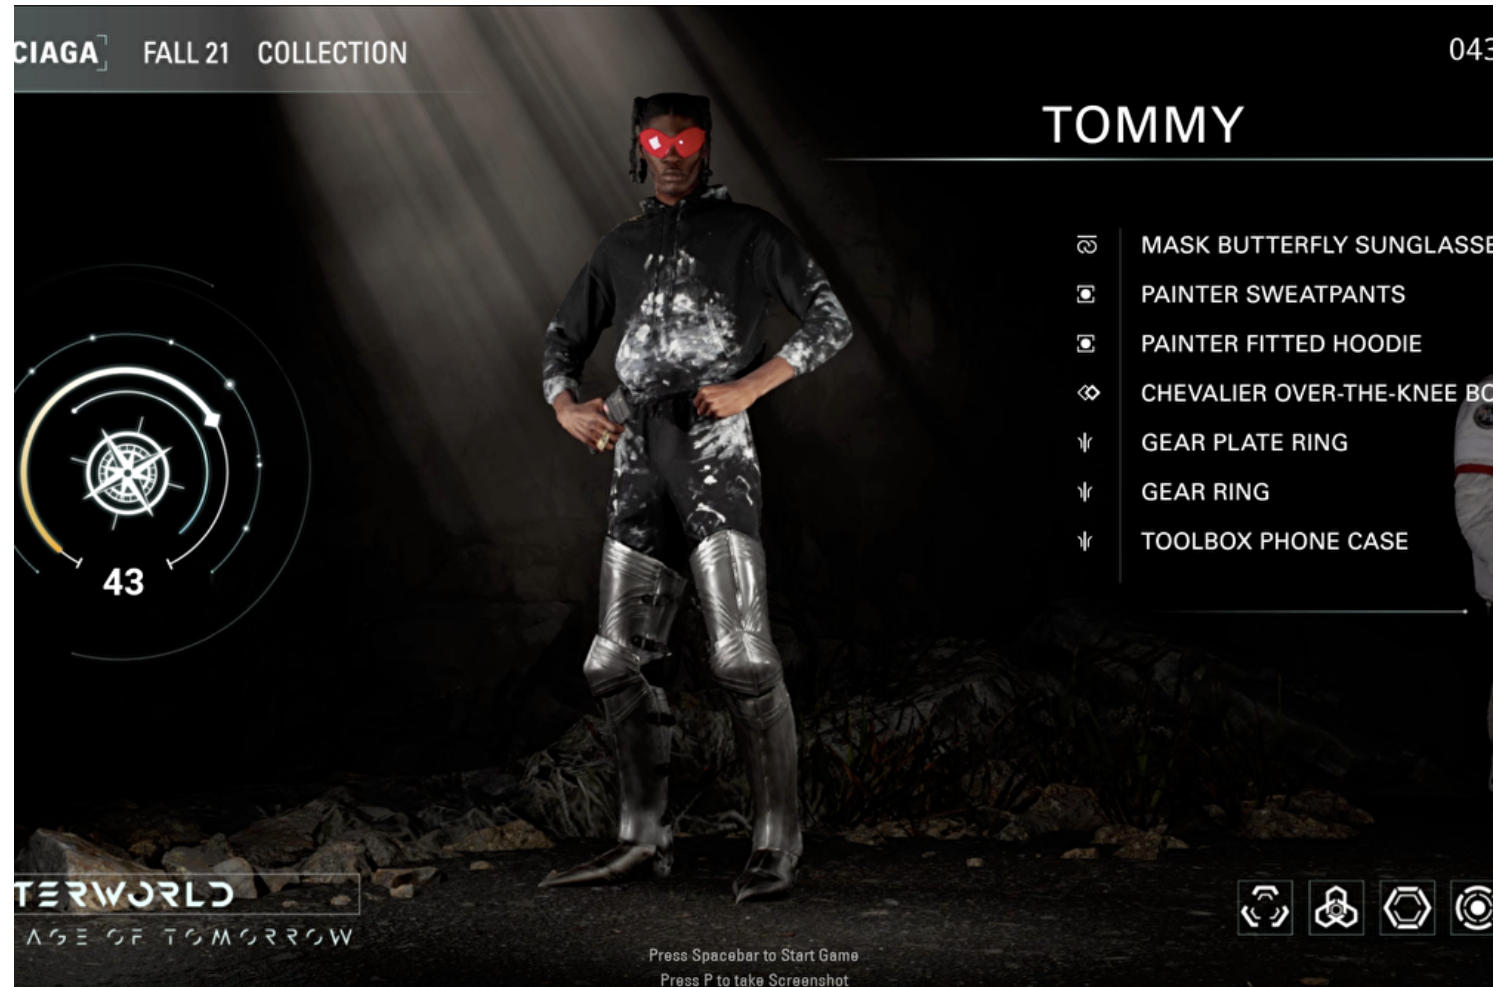 CIAGA FALL 21 COLLECTION
043
TOMMY
MASK BUTTERFLY SUNGLASSE
PAINTER SWEATPANTS
PAINTER FITTED HOODIE
CHEVALIER OVER-THE-KNEE BO
GEAR PLATE RING
GEAR RING
TOOLBOX PHONE CASE
43
TERWORLD
AGE OF TOMORROW
Press Spacebar to Start Game
Press P to take Screenshot